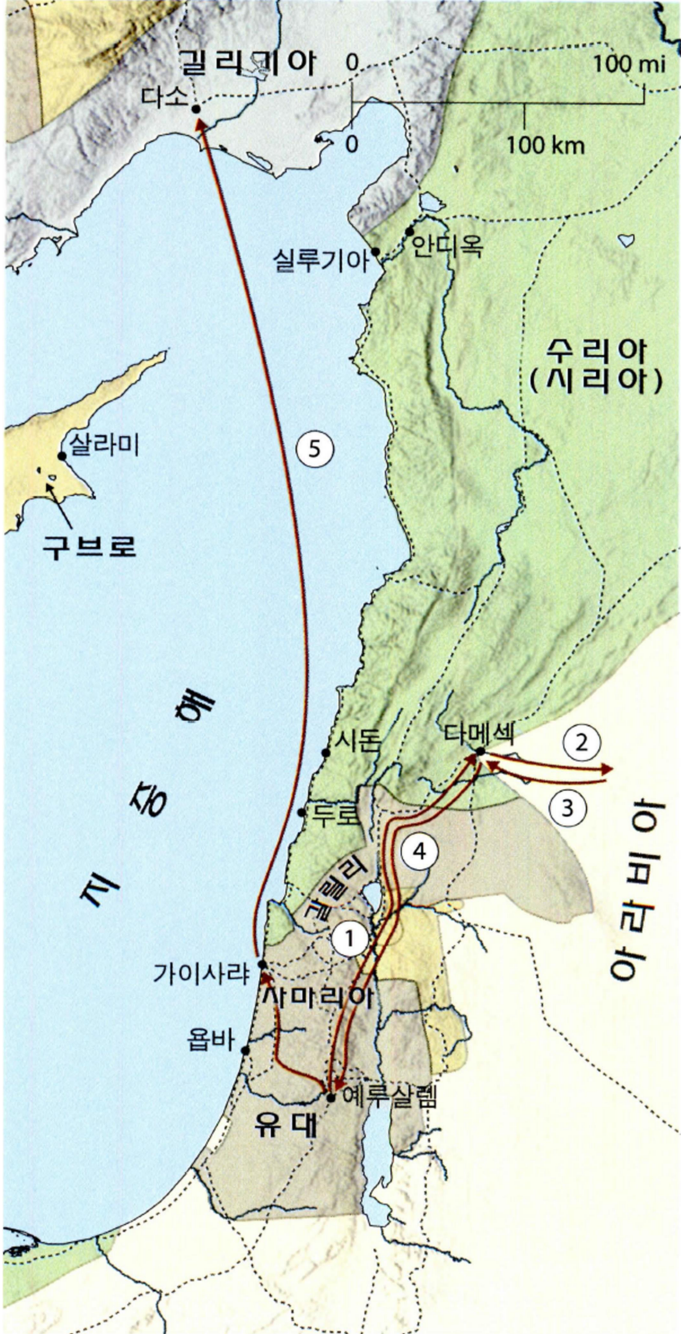 길리기아
0
100 mi
다소
0
100 km
안디옥
실루기아
수리아
(시리아)
살라미
⑤
구브로
지중해
시돈
다메섹
②
두로
③
④
갈릴리
아라비아
①
가이사랴
사마리아
욥바
예루살렘
유대